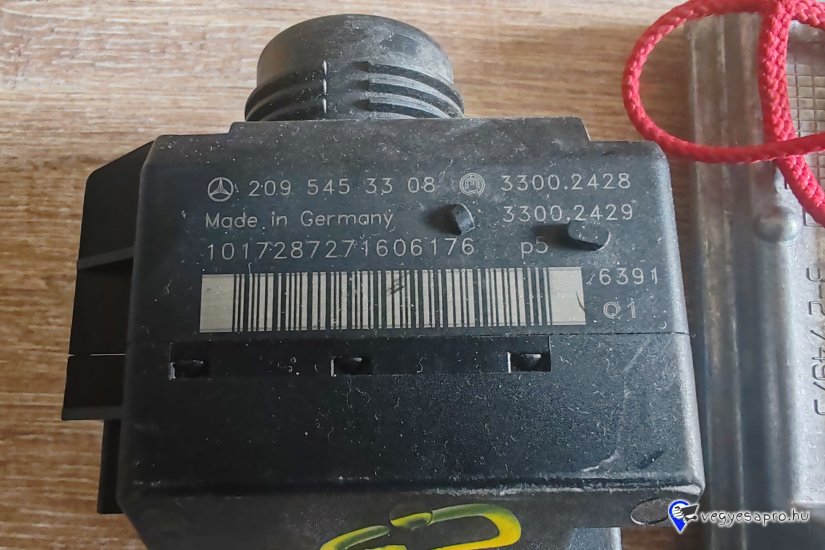 209 545 33 08 3300.2428
Made in Germany 3300.2429
1017287271606176 p5
6391
Q1
vegyesapro.hu